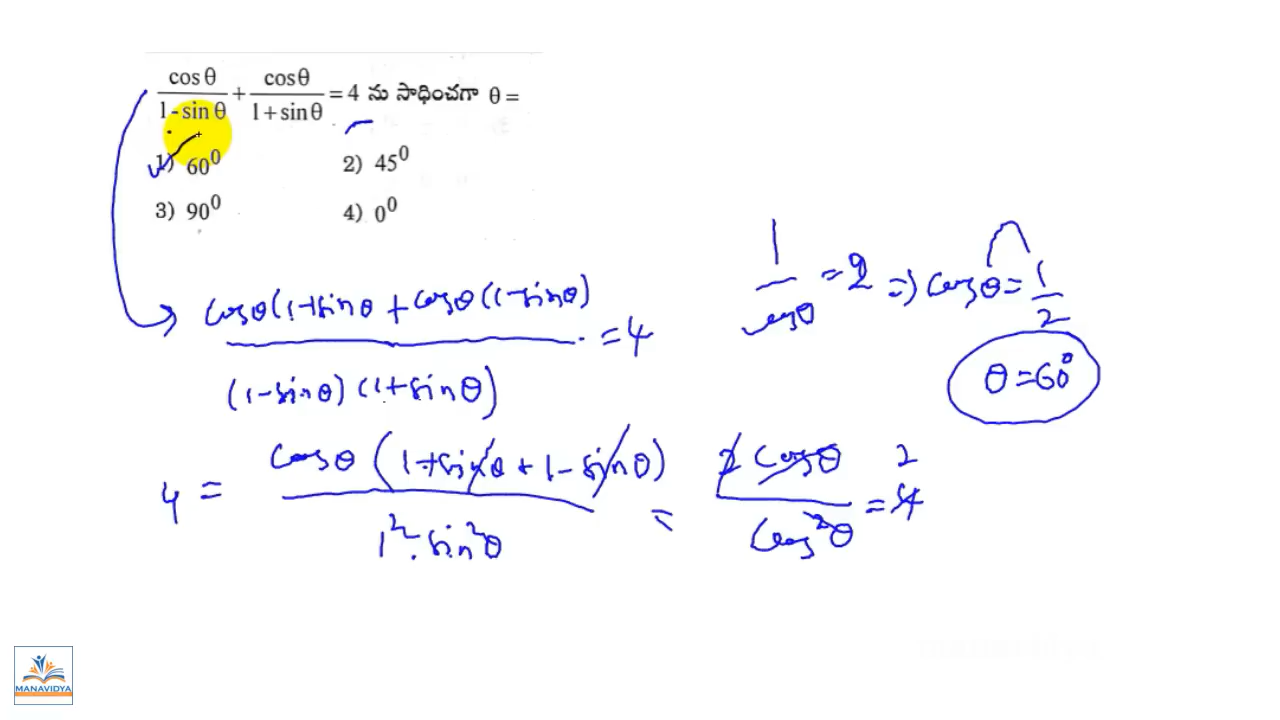 cosθ/1-sinθ + cosθ/1+sinθ = 4 ను సాధించగా θ =
1) 60⁰ 2) 45⁰
3) 90⁰ 4) 0⁰
1/cosθ = 2 ⇒ cosθ = 1/2
cosθ(1+sinθ + cosθ(1-sinθ)/(1-sinθ)(1+sinθ) = 4
θ = 60°
4 = cosθ(1+sinθ + 1-sinθ)/1²-sin²θ = 2cosθ/cos²θ = 4 2
MANAVIDYA